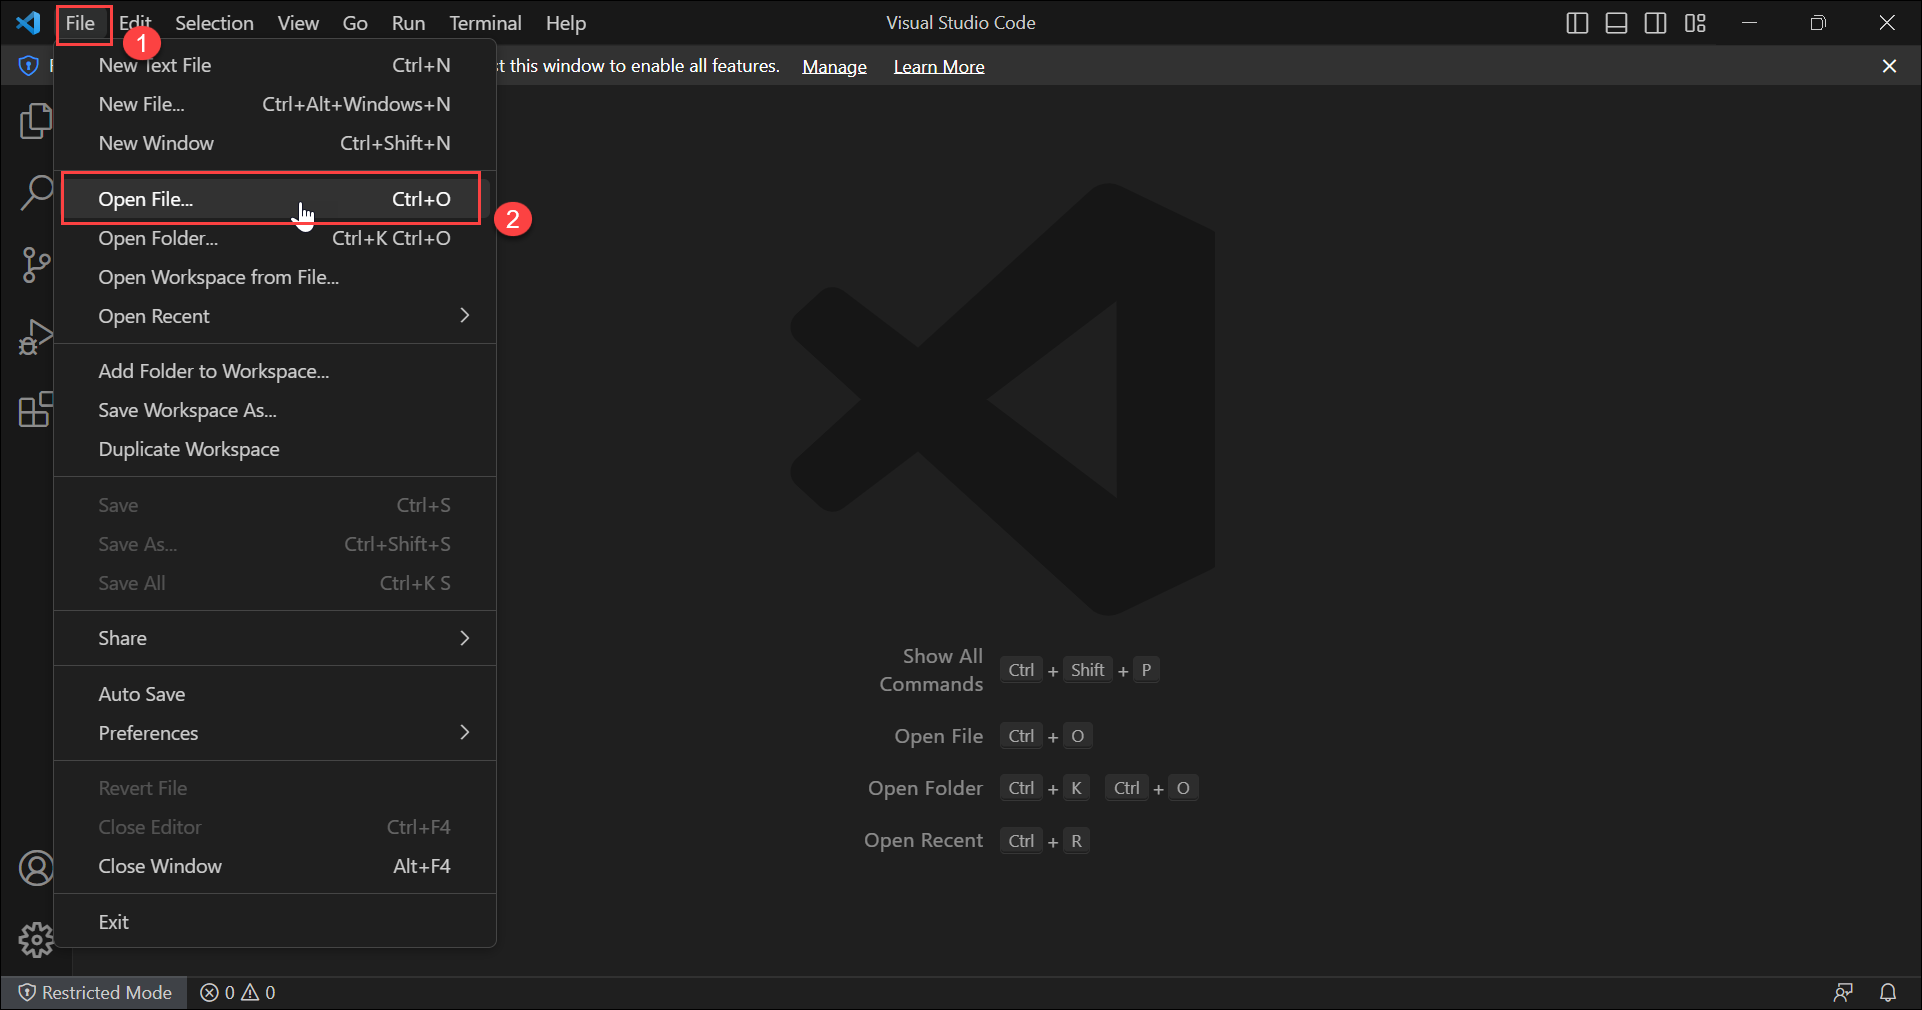 File Edit Selection View Go Run Terminal Help Visual Studio Code
1
t this window to enable all features. Manage Learn More
New Text File Ctrl+N
New File... Ctrl+Alt+Windows+N
New Window Ctrl+Shift+N
Open File... Ctrl+O
2
Open Folder... Ctrl+K Ctrl+O
Open Workspace from File...
Open Recent
Add Folder to Workspace...
Save Workspace As...
Duplicate Workspace
Save Ctrl+S
Save As... Ctrl+Shift+S
Save All Ctrl+K S
Share
Auto Save
Preferences
Revert File
Close Editor Ctrl+F4
Close Window Alt+F4
Exit
Show All
Commands Ctrl + Shift + P
Open File Ctrl + O
Open Folder Ctrl + K Ctrl + O
Open Recent Ctrl + R
Restricted Mode 0 0